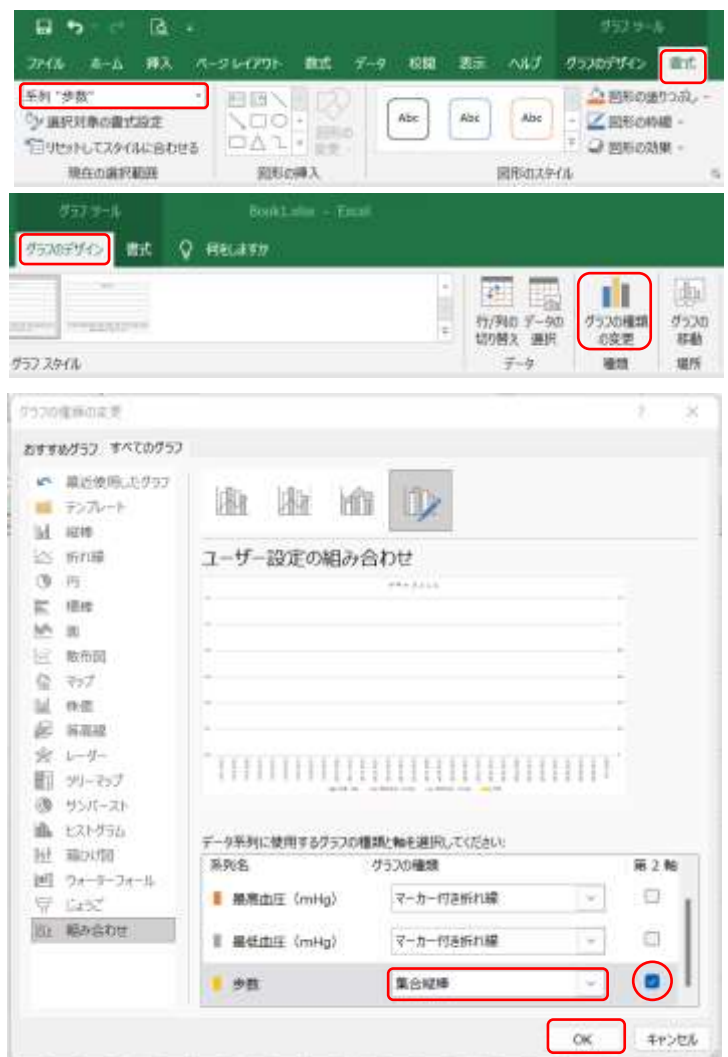 グラフ ツール
ファイル ホーム 挿入 ページ レイアウト 数式 データ 校閲 表示 ヘルプ グラフのデザイン 書式
系列 "歩数"
選択対象の書式設定
リセットしてスタイルに合わせる
現在の選択範囲
図形の変更
図形の挿入
Abc Abc Abc
図形のスタイル
図形の塗りつぶし
図形の枠線
図形の効果
グラフ ツール Book1.xlsx - Excel
グラフのデザイン 書式 何をしますか
グラフ スタイル
行/列の切り替え データの選択
データ
グラフの種類の変更
種類
グラフの移動
場所
グラフの種類の変更 ? ×
おすすめグラフ すべてのグラフ
最近使用したグラフ
テンプレート
縦棒
折れ線
円
横棒
面
散布図
マップ
株価
等高線
レーダー
ツリーマップ
サンバースト
ヒストグラム
箱ひげ図
ウォーターフォール
じょうご
組み合わせ
ユーザー設定の組み合わせ
データ系列に使用するグラフの種類と軸を選択してください:
系列名 グラフの種類 第 2 軸
最高血圧（mHg） マーカー付き折れ線
最低血圧（mHg） マーカー付き折れ線
歩数 集合縦棒
OK キャンセル